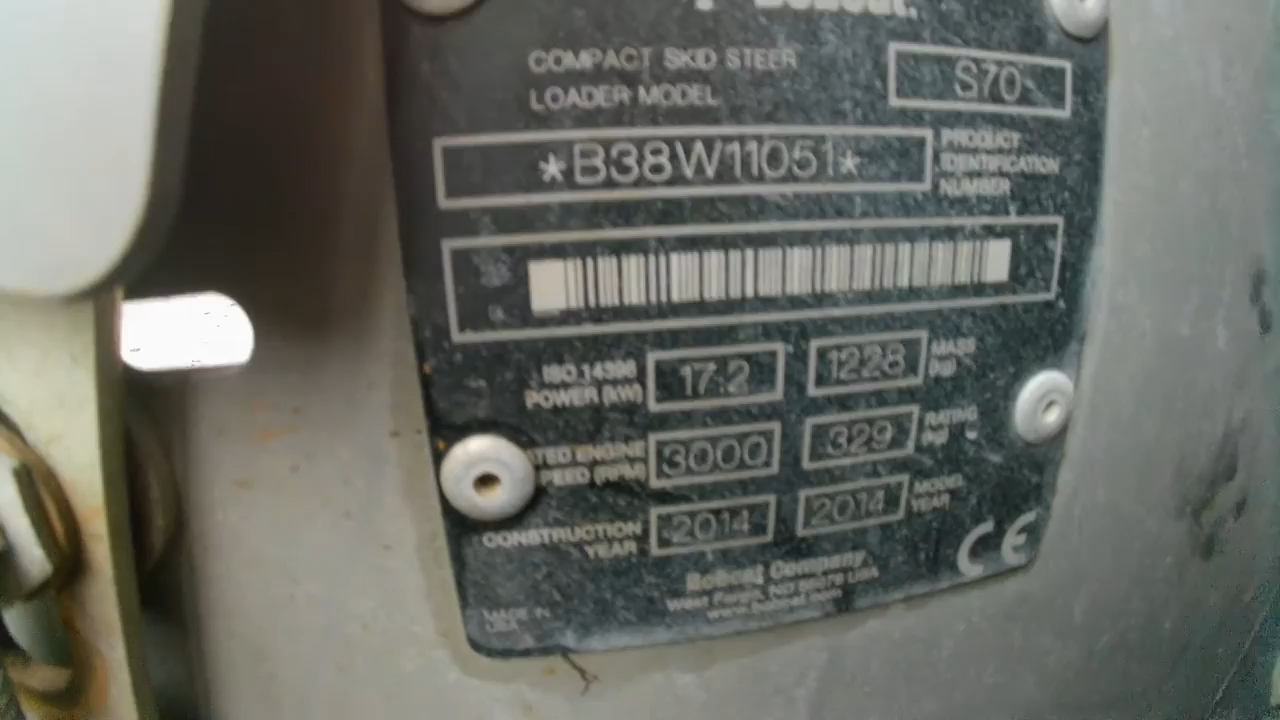 Bobcat.
COMPACT SKID STEER
LOADER MODEL
S70
*B38W11051*
PRODUCT
IDENTIFICATION
NUMBER
ISO 14396
POWER (kW)
17.2
1228
MASS
(kg)
RATED ENGINE
SPEED (RPM)
3000
329
RATING
(kg)
CONSTRUCTION
YEAR
2014
2014
MODEL
YEAR
CE
Bobcat Company
West Fargo, ND 58078 USA
www.bobcat.com
MADE IN
USA